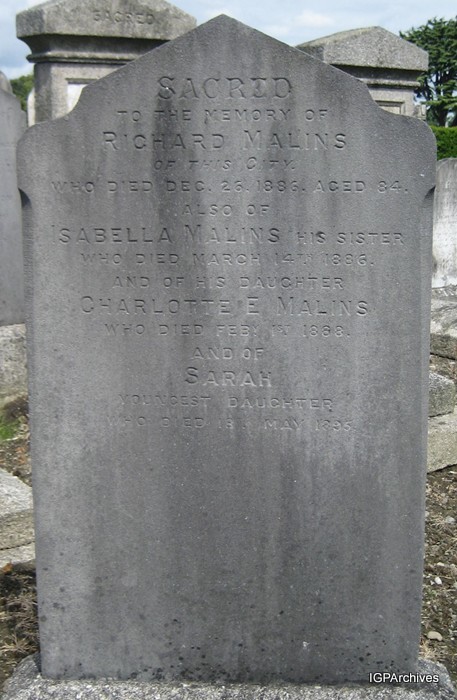 SACRED
SACRED
TO THE MEMORY OF
RICHARD MALINS
OF THIS CITY,
WHO DIED DEC. 26. 1886. AGED 84.
ALSO OF
ISABELLA MALINS HIS SISTER
WHO DIED MARCH 14TH 1886.
AND OF HIS DAUGHTER
CHARLOTTE E. MALINS
WHO DIED FEBY 1ST 1888.
AND OF
SARAH
YOUNGEST DAUGHTER
WHO DIED MAY 1895.
IGPArchives